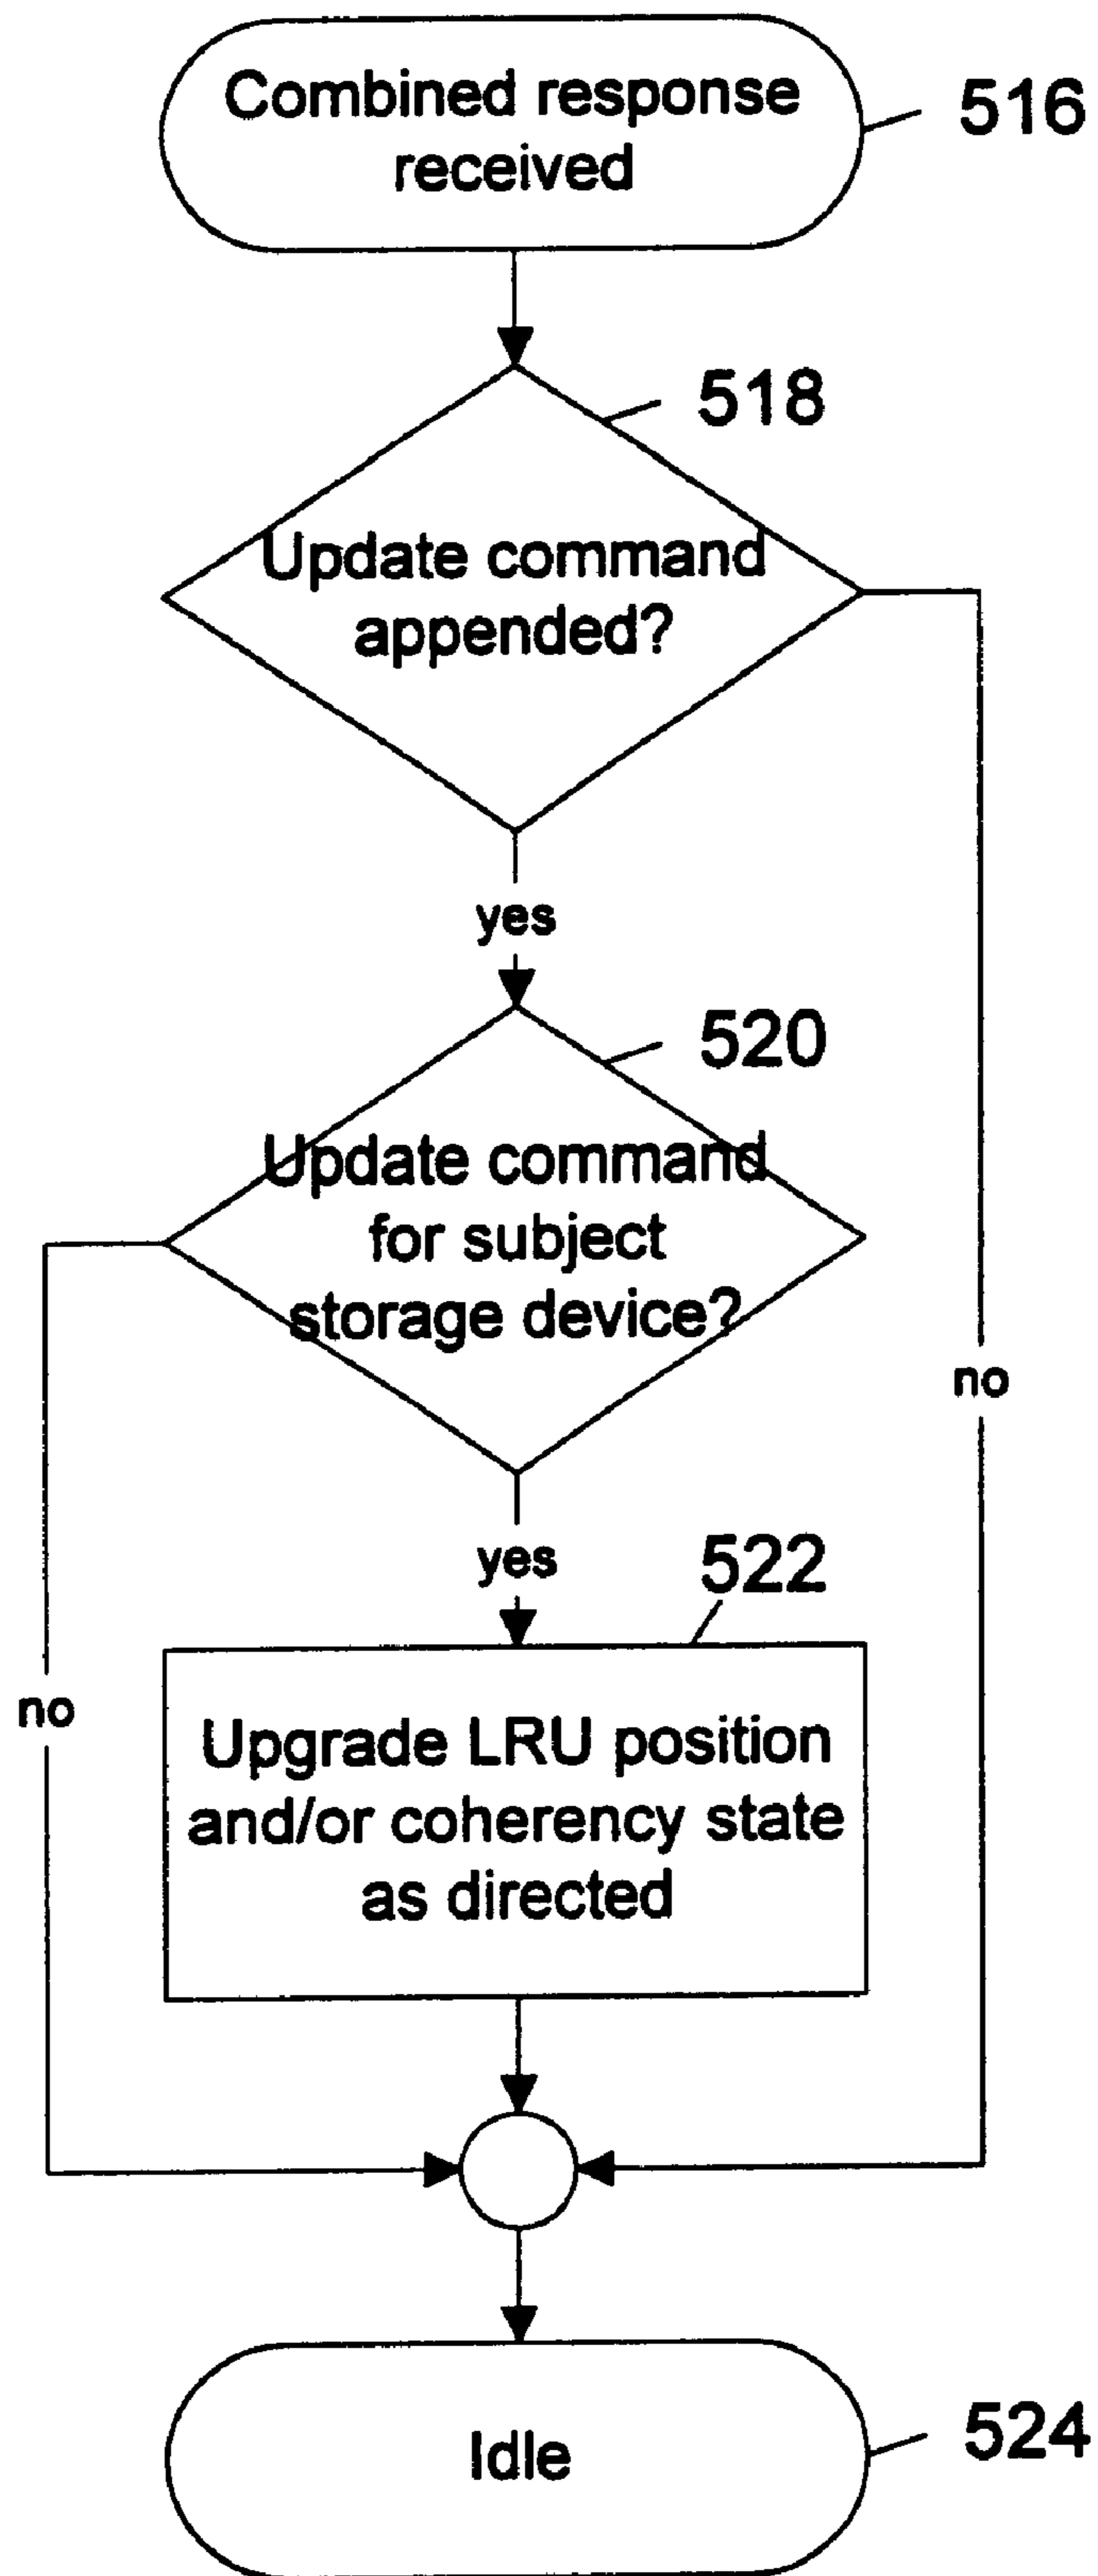 Combined response
received
516
518
Update command
appended?
yes
520
Update command
for subject
storage device?
no
yes
522
no
Upgrade LRU position
and/or coherency state
as directed
Idle
524